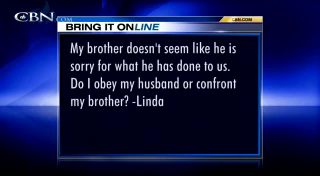 CBN.COM
BRING IT ONLINE
CBN.COM
My brother doesn't seem like he is
sorry for what he has done to us.
Do I obey my husband or confront
my brother? -Linda